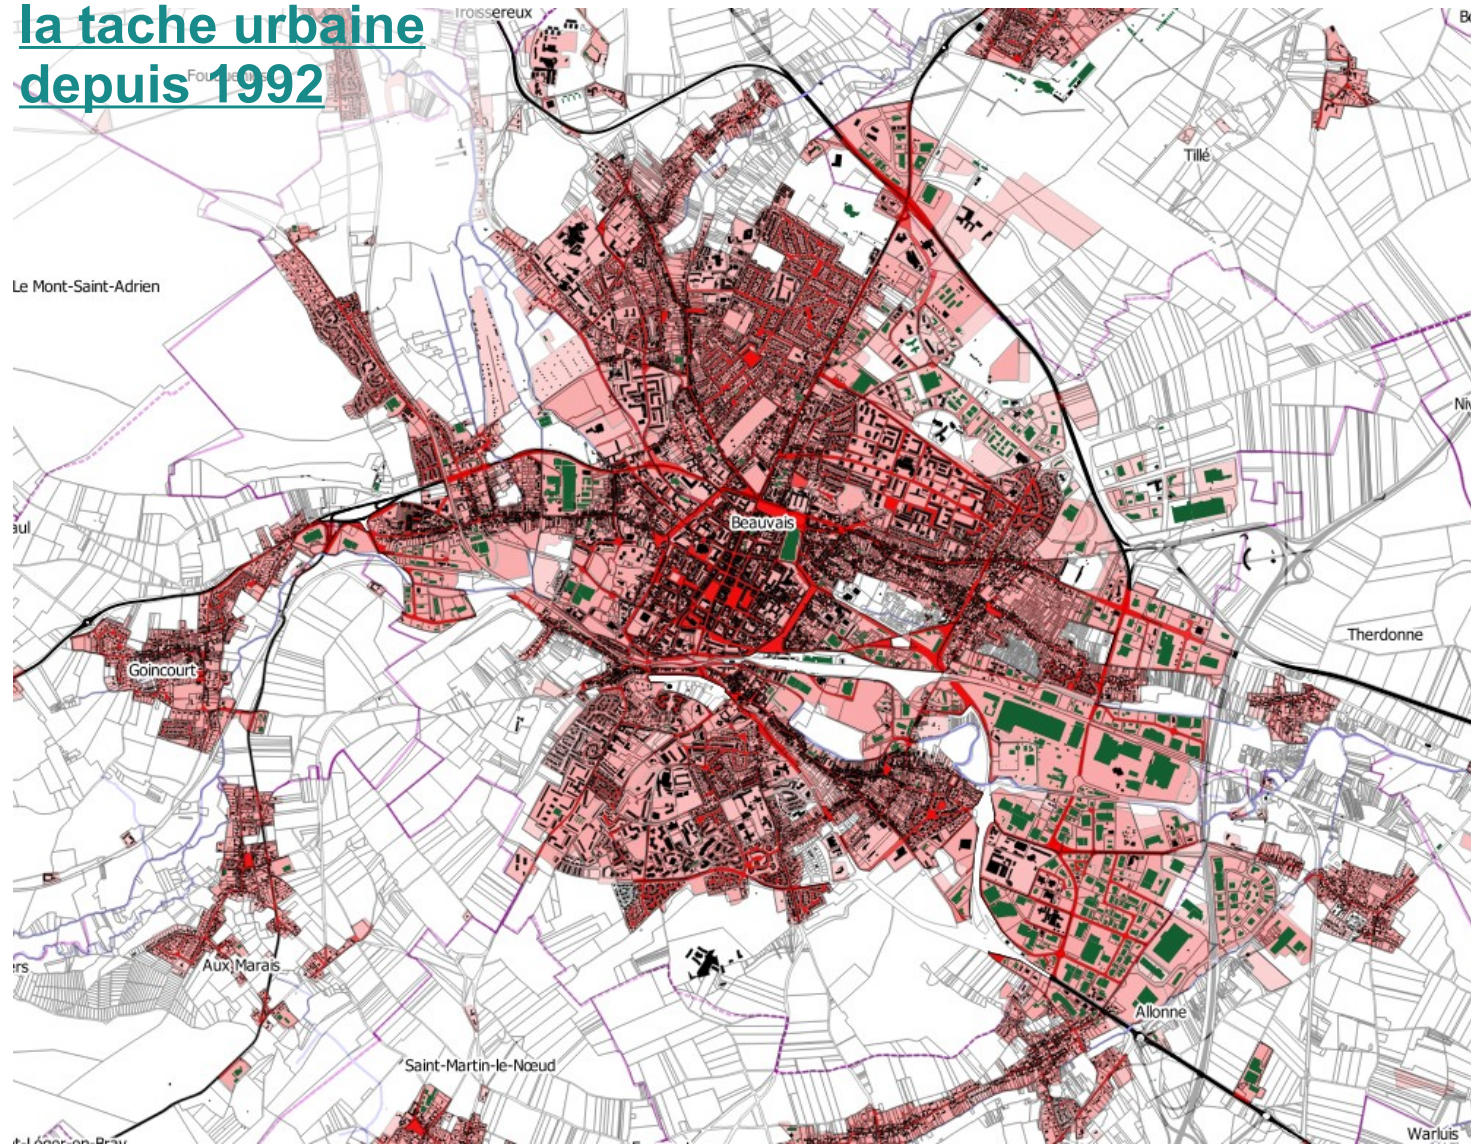 la tache urbaine
depuis 1992
Troissereux
Tillé
Le Mont-Saint-Adrien
Beauvais
Therdonne
Goincourt
Aux Marais
Allonne
Saint-Martin-le-Nœud
Warluis